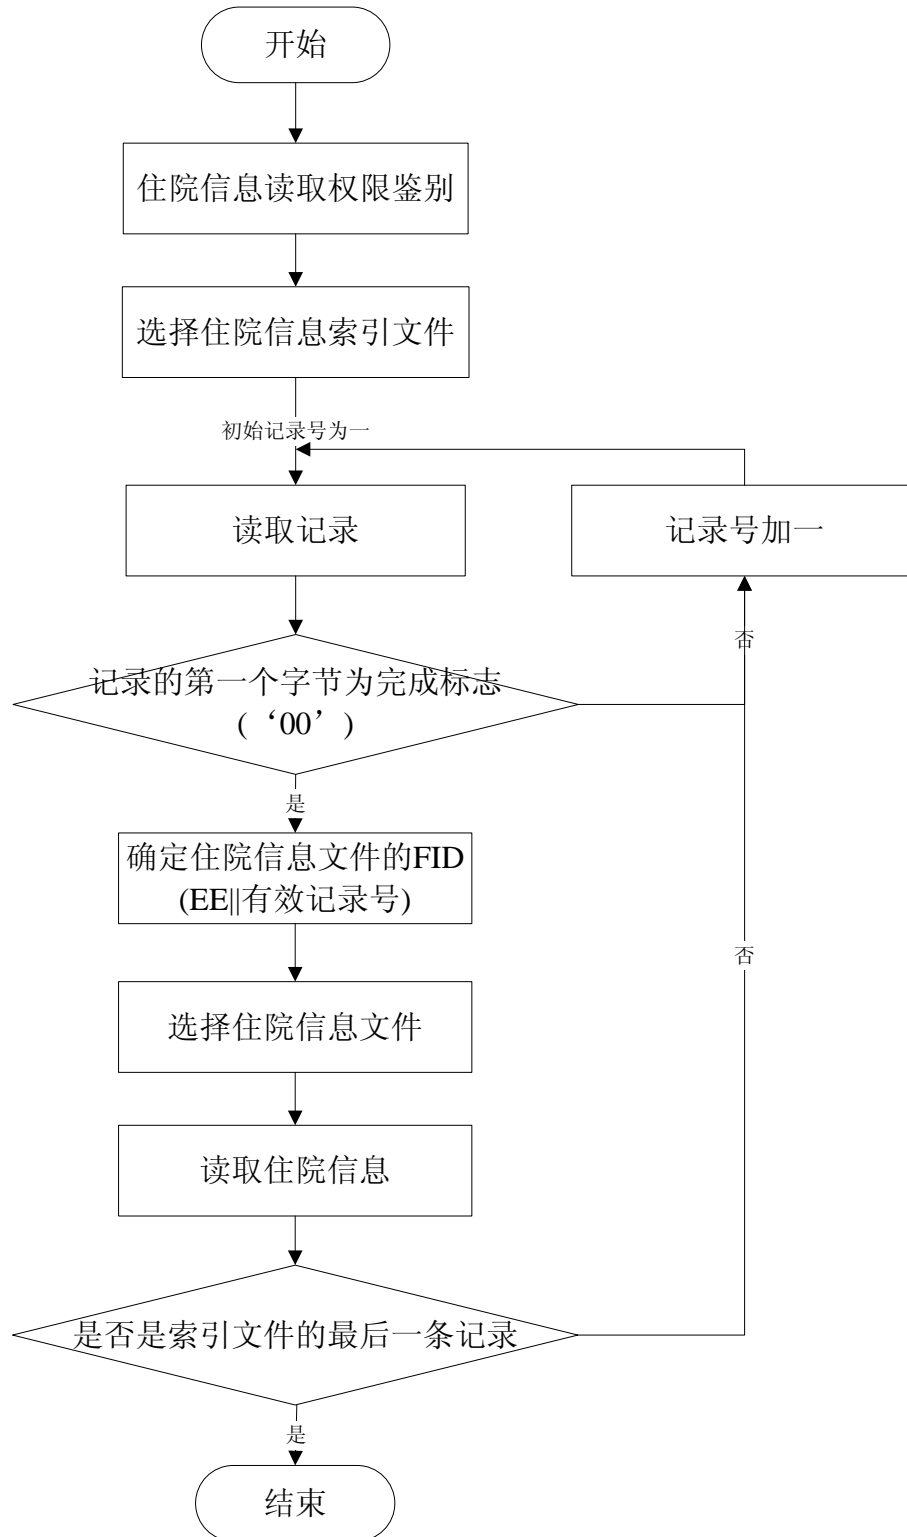 开始
住院信息读取权限鉴别
选择住院信息索引文件
初始记录号为一
读取记录
记录号加一
否
记录的第一个字节为完成标志
(‘00’)
是
确定住院信息文件的FID
(EE||有效记录号)
否
选择住院信息文件
读取住院信息
是否是索引文件的最后一条记录
是
结束